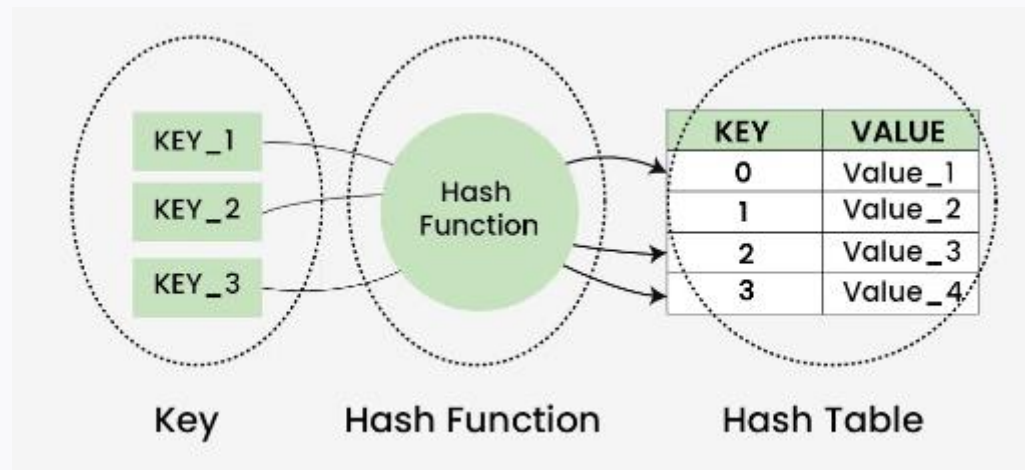 KEY_1
KEY_2
KEY_3
Hash
Function
KEY VALUE
0 Value_1
1 Value_2
2 Value_3
3 Value_4
Key Hash Function Hash Table